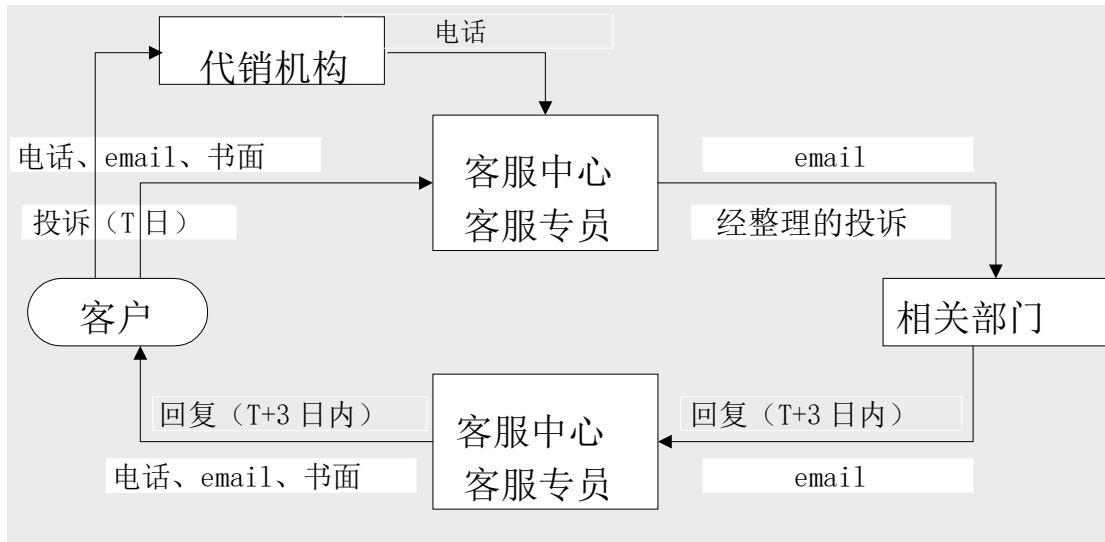 电话
代销机构
电话、email、书面
投诉（T 日）
客服中心
客服专员
email
经整理的投诉
客户
相关部门
回复（T+3 日内）
电话、email、书面
客服中心
客服专员
回复（T+3 日内）
email